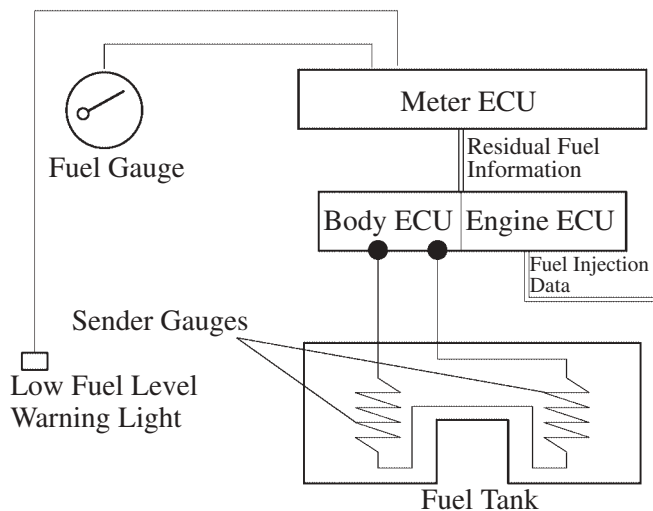 Meter ECU
Fuel Gauge
Residual Fuel
Information
Body ECU
Engine ECU
Fuel Injection
Data
Sender Gauges
Low Fuel Level
Warning Light
Fuel Tank